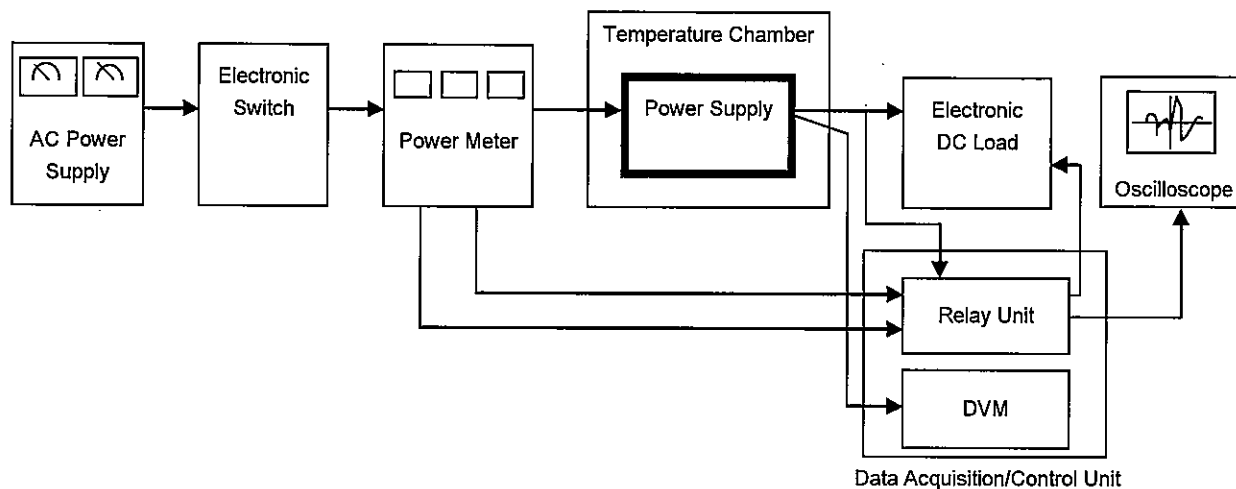 AC Power
Supply
Electronic
Switch
Power Meter
Temperature Chamber
Power Supply
Electronic
DC Load
Oscilloscope
Relay Unit
DVM
Data Acquisition/Control Unit